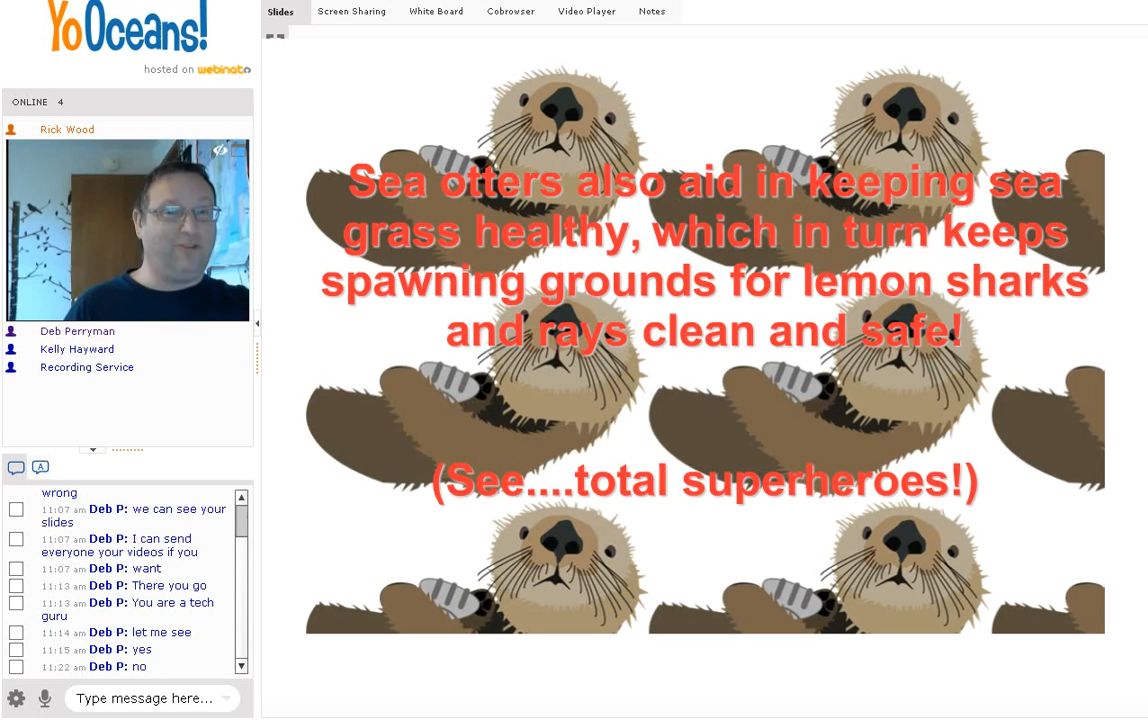 YoOceans!
hosted on webinato
ONLINE 4
Rick Wood
Deb Perryman
Kelly Hayward
Recording Service
wrong
11:07 am Deb P: we can see your
slides
11:07 am Deb P: I can send
everyone your videos if you
11:07 am Deb P: want
11:13 am Deb P: There you go
11:13 am Deb P: You are a tech
guru
11:14 am Deb P: let me see
11:15 am Deb P: yes
11:22 am Deb P: no
Type message here...
Slides Screen Sharing White Board Cobrowser Video Player Notes
Sea otters also aid in keeping sea
grass healthy, which in turn keeps
spawning grounds for lemon sharks
and rays clean and safe!
(See....total superheroes!)